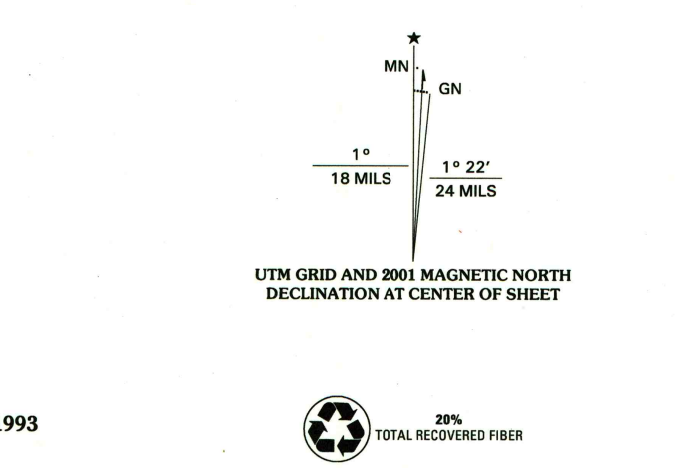 MN
GN
1°
18 MILS
1° 22′
24 MILS
UTM GRID AND 2001 MAGNETIC NORTH
DECLINATION AT CENTER OF SHEET
993
20%
TOTAL RECOVERED FIBER